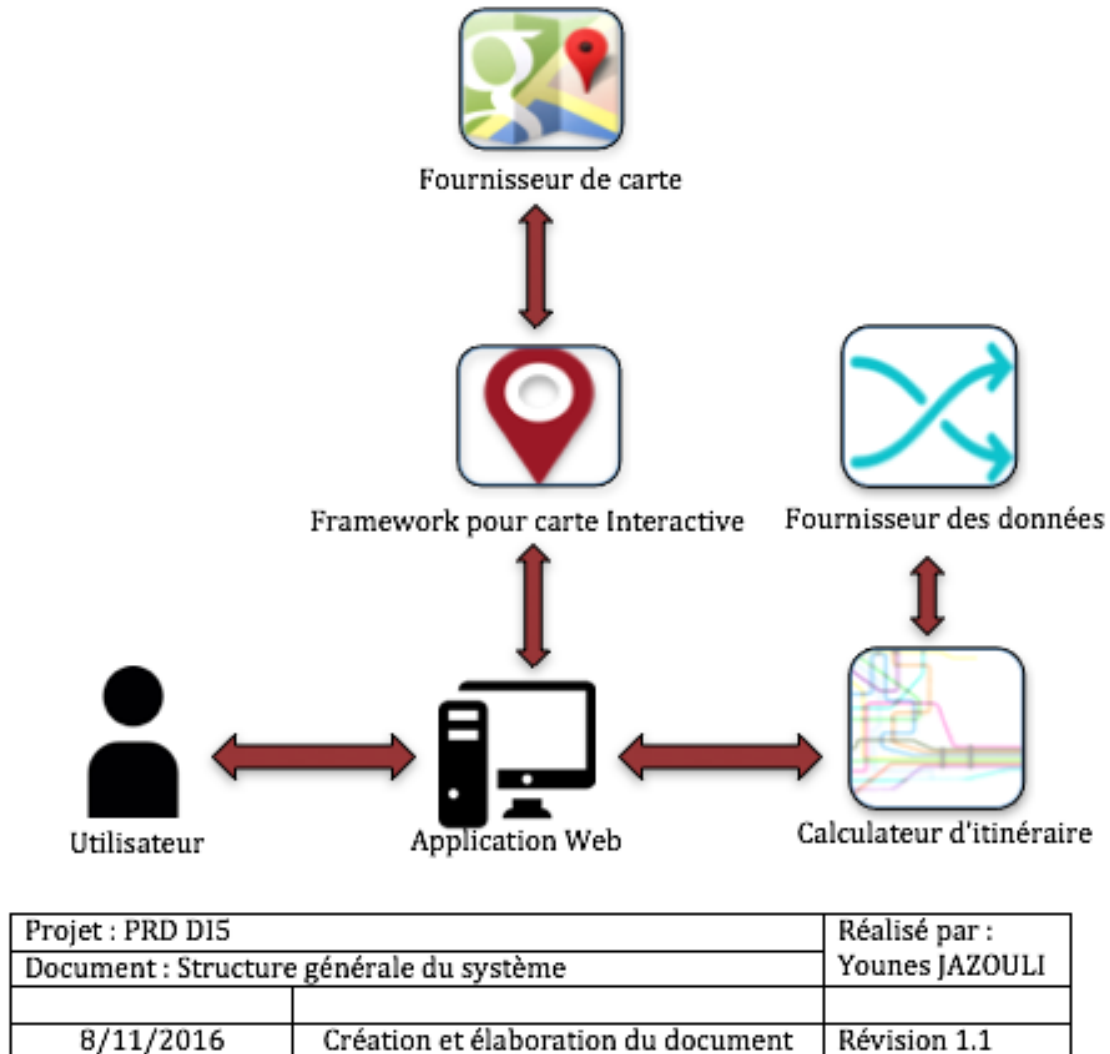 Fournisseur de carte
Framework pour carte Interactive
Fournisseur des données
Utilisateur
Application Web
Calculateur d'itinéraire
Projet : PRD DI5
Réalisé par :
Younes JAZOULI
Document : Structure générale du système
8/11/2016
Création et élaboration du document
Révision 1.1